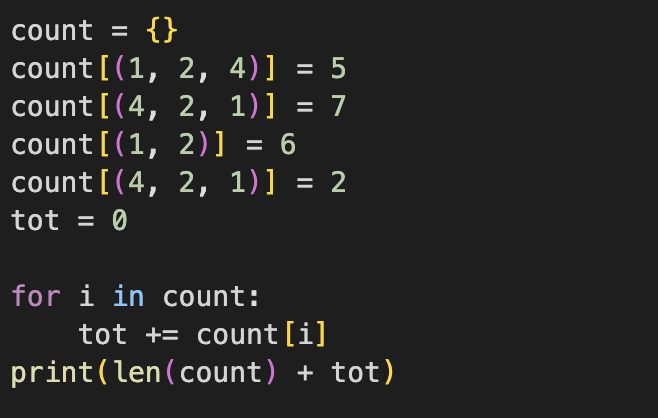 count = {}
count[(1, 2, 4)] = 5
count[(4, 2, 1)] = 7
count[(1, 2)] = 6
count[(4, 2, 1)] = 2
tot = 0

for i in count:
    tot += count[i]
print(len(count) + tot)